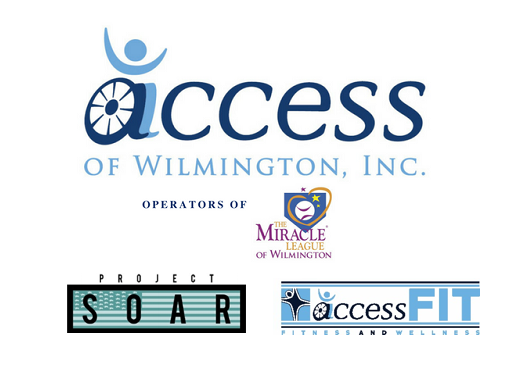 access
OF WILMINGTON, INC.
OPERATORS OF
THE
MIRACLE
LEAGUE
OF WILMINGTON
PROJECT
SOAR
accessFIT
FITNESS AND WELLNESS